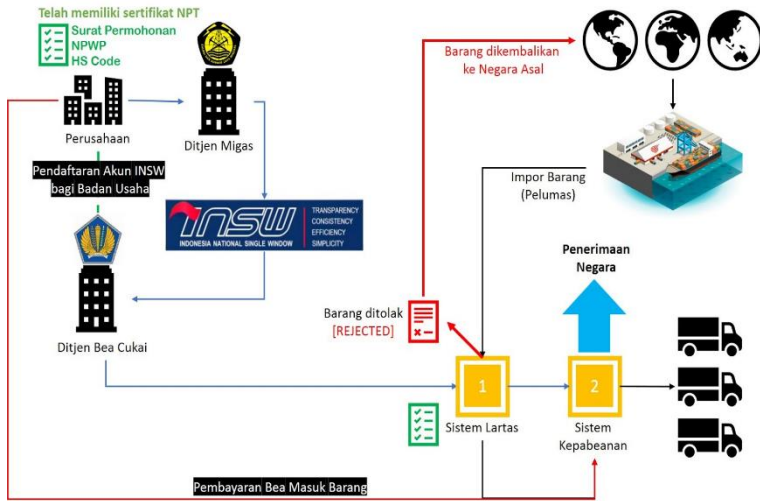 Telah memiliki sertifikat NPT
Surat Permohonan
NPWP
HS Code
Perusahaan
Ditjen Migas
Pendaftaran Akun INSW
bagi Badan Usaha
INSW
INDONESIA NATIONAL SINGLE WINDOW
TRANSPARENCY
CONSISTENCY
EFFICIENCY
SIMPLICITY
Ditjen Bea Cukai
Barang dikembalikan
ke Negara Asal
Impor Barang
(Pelumas)
Penerimaan
Negara
Barang ditolak
[REJECTED]
1
2
Sistem Lartas
Sistem
Kepabeanan
Pembayaran Bea Masuk Barang